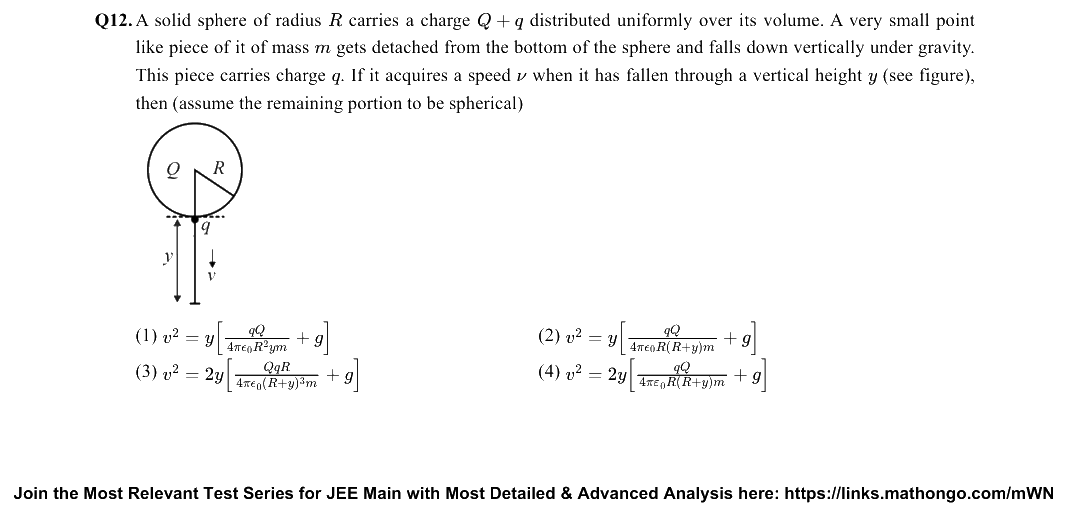 Q12. A solid sphere of radius R carries a charge Q + q distributed uniformly over its volume. A very small point
like piece of it of mass m gets detached from the bottom of the sphere and falls down vertically under gravity.
This piece carries charge q. If it acquires a speed ν when it has fallen through a vertical height y (see figure),
then (assume the remaining portion to be spherical)
Q R
q
y
v
(1) v² = y[qQ/4πϵ₀R²ym + g] (2) v² = y[qQ/4πϵ₀R(R+y)m + g]
(3) v² = 2y[QqR/4πϵ₀(R+y)³m + g] (4) v² = 2y[qQ/4πε₀R(R+y)m + g]
Join the Most Relevant Test Series for JEE Main with Most Detailed & Advanced Analysis here: https://links.mathongo.com/mWN